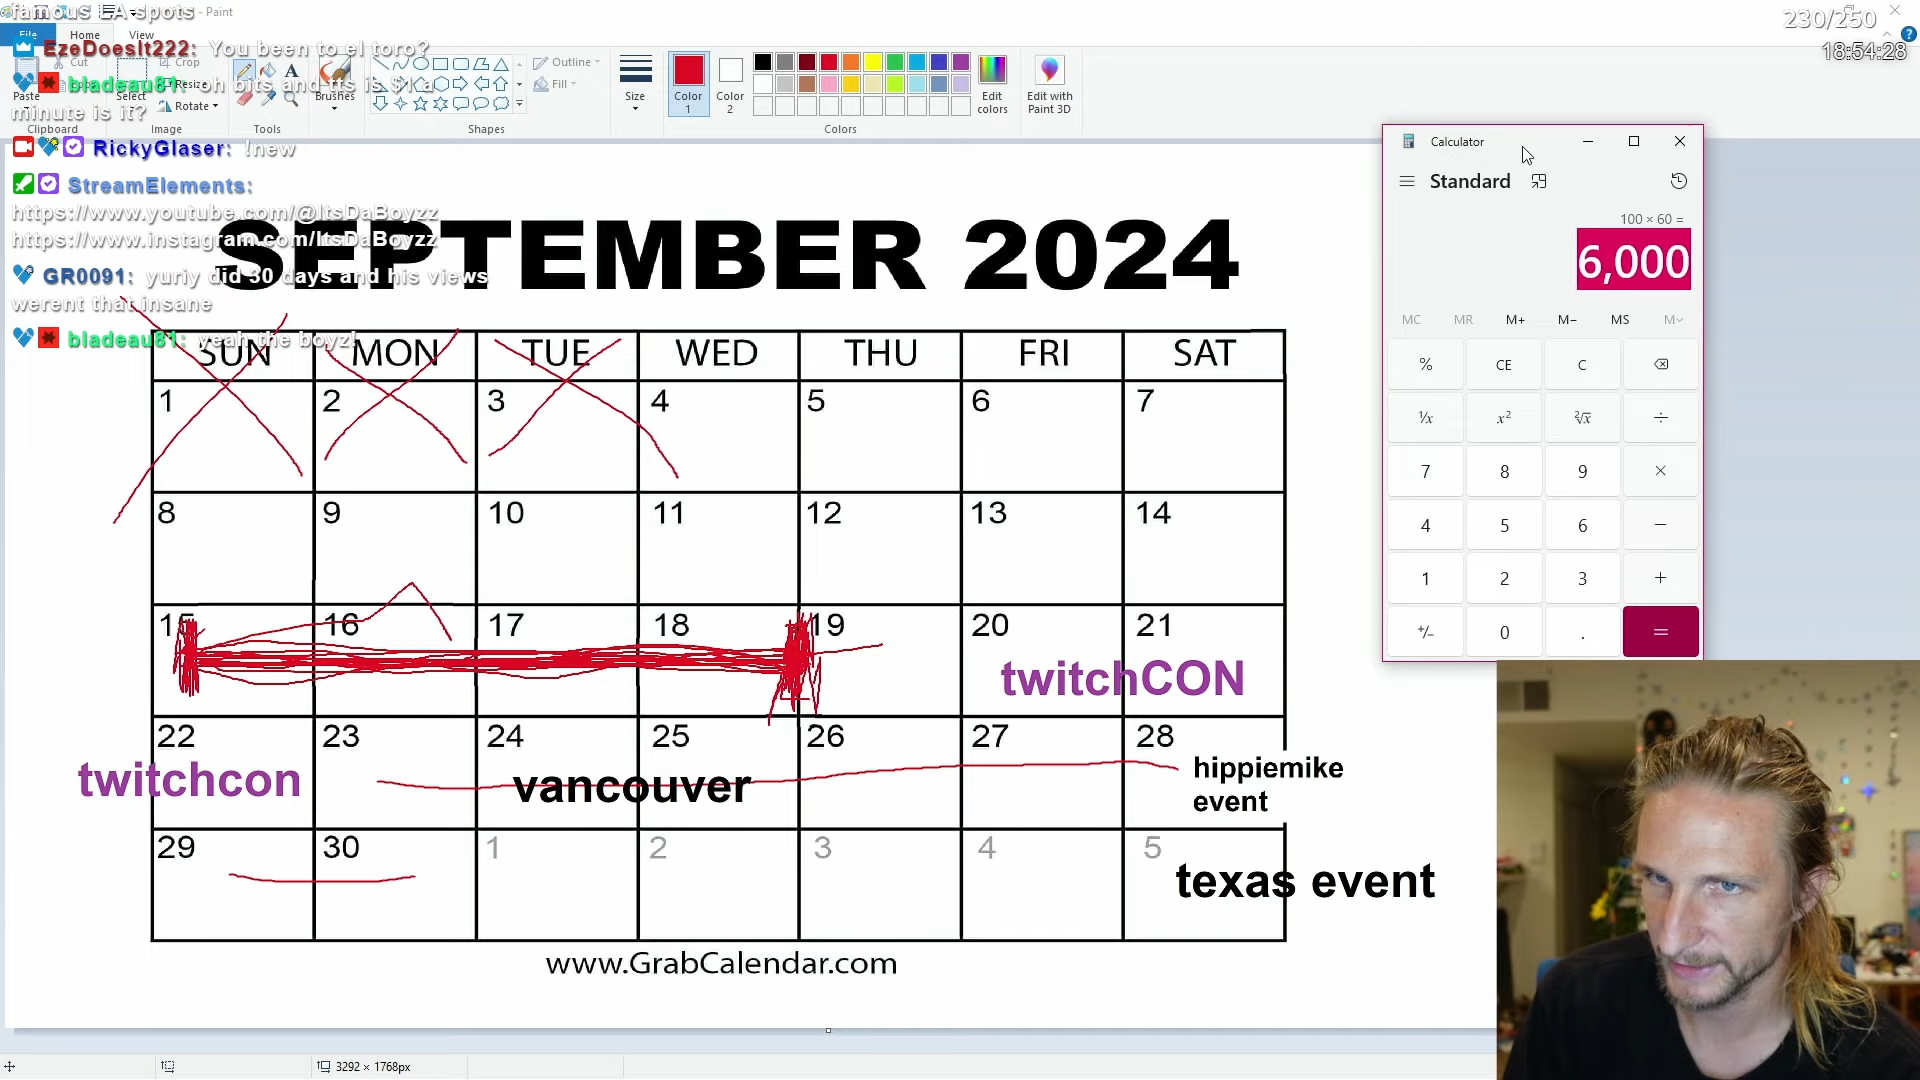 famous LA spots
- Paint
230/250
File
Home
View
EzeDoesIt222: You been to el toro?
18:54:28
Cut
Crop
Paste
Select
Resize
Rotate
Brushes
Outline
Fill
Size
Color 1
Color 2
Edit colors
Edit with Paint 3D
bladeau81: oh bits and tts is $1 a
minute is it?
Clipboard
Image
Tools
Shapes
Colors
RickyGlaser: !new
StreamElements:
https://www.youtube.com/@ItsDaBoyzz
https://www.instagram.com/ItsDaBoyzz
GR0091: yuriy did 30 days and his views
werent that insane
bladeau81: yeah the boyz!
SEPTEMBER 2024
SUN MON TUE WED THU FRI SAT
1 2 3 4 5 6 7
8 9 10 11 12 13 14
15 16 17 18 19 20 21
twitchCON
22 23 24 25 26 27 28
twitchcon
vancouver
hippiemike
event
29 30 1 2 3 4 5
texas event
www.GrabCalendar.com
Calculator
Standard
100 × 60 =
6,000
MC MR M+ M− MS M˅
% CE C
¹/x x² ²√x ÷
7 8 9 ×
4 5 6 −
1 2 3 +
+/− 0 . =
3292 × 1768px